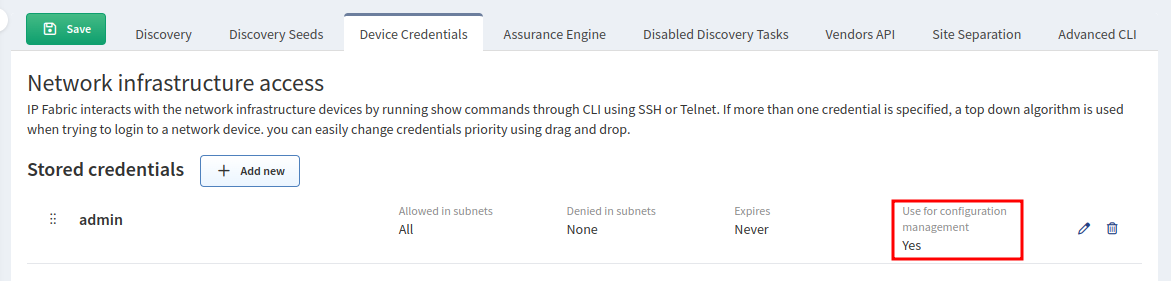 Save
Discovery
Discovery Seeds
Device Credentials
Assurance Engine
Disabled Discovery Tasks
Vendors API
Site Separation
Advanced CLI
Network infrastructure access
IP Fabric interacts with the network infrastructure devices by running show commands through CLI using SSH or Telnet. If more than one credential is specified, a top down algorithm is used
when trying to login to a network device. you can easily change credentials priority using drag and drop.
Stored credentials
Add new
admin
Allowed in subnets
All
Denied in subnets
None
Expires
Never
Use for configuration
management
Yes